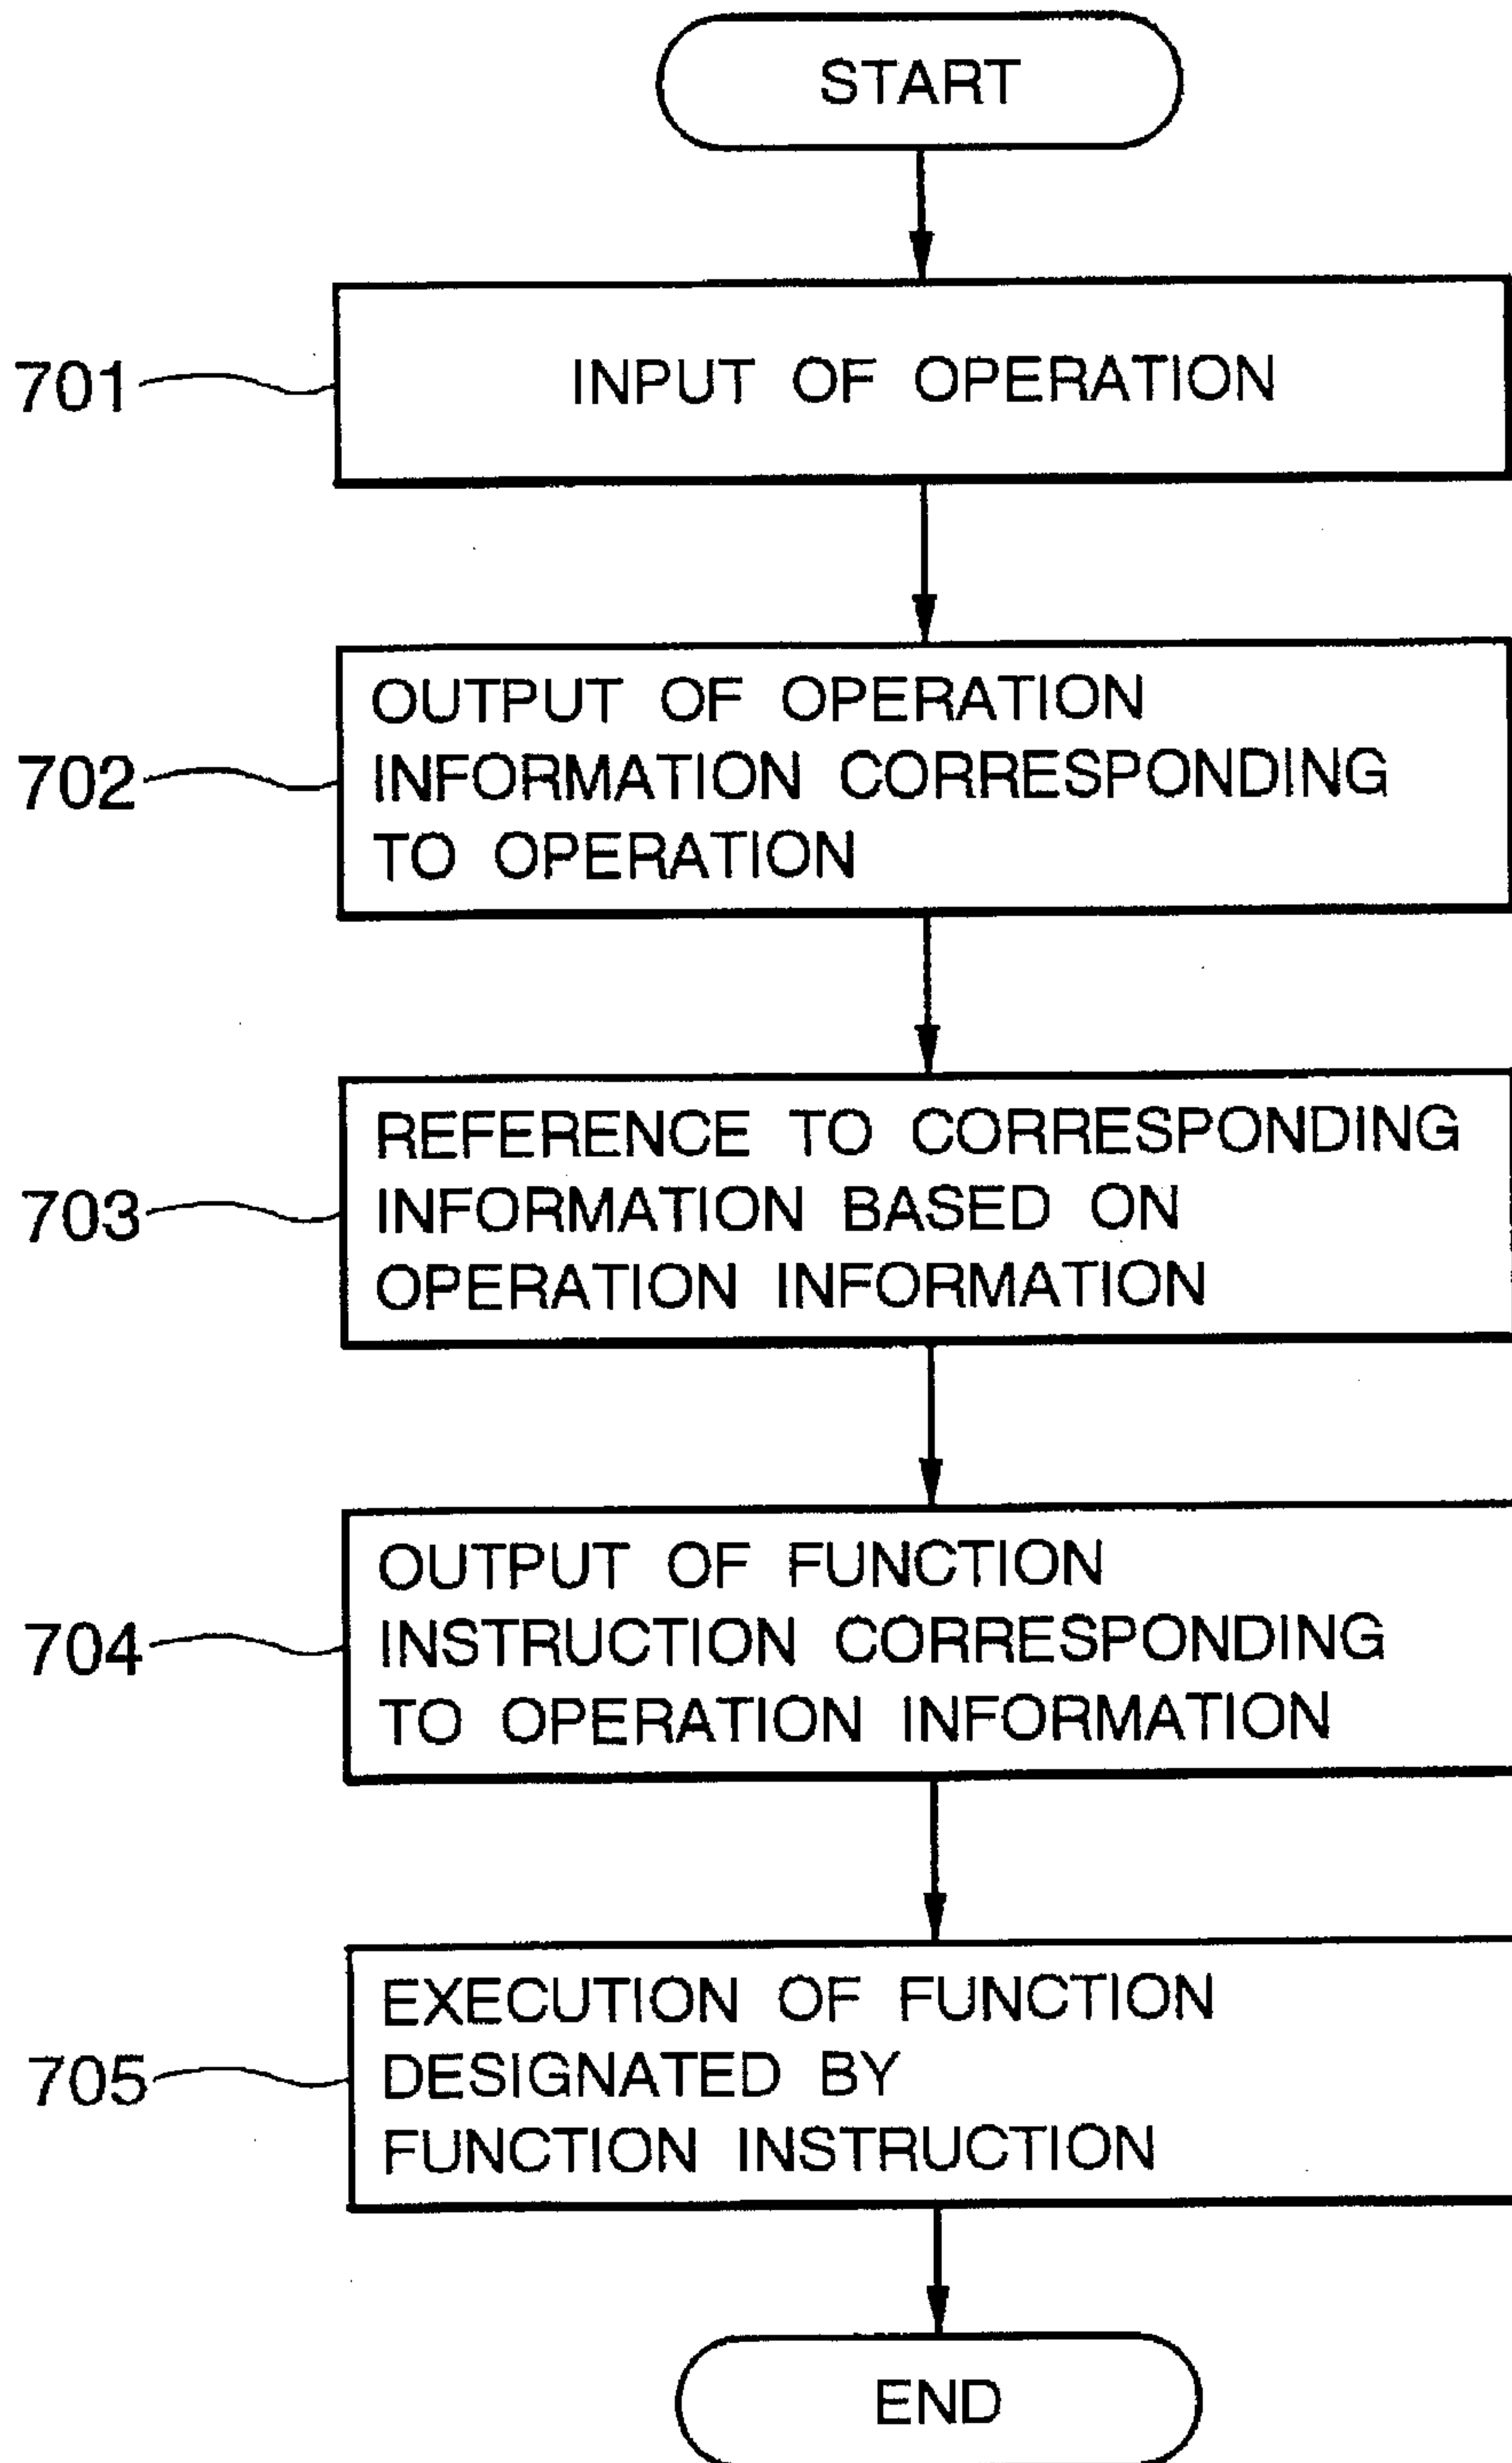 START
701
INPUT OF OPERATION
702
OUTPUT OF OPERATION
INFORMATION CORRESPONDING
TO OPERATION
703
REFERENCE TO CORRESPONDING
INFORMATION BASED ON
OPERATION INFORMATION
704
OUTPUT OF FUNCTION
INSTRUCTION CORRESPONDING
TO OPERATION INFORMATION
705
EXECUTION OF FUNCTION
DESIGNATED BY
FUNCTION INSTRUCTION
END